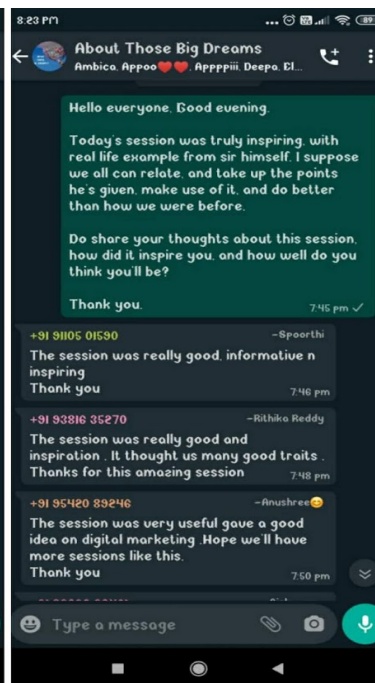 8:23 PM
89
About Those Big Dreams
Ambica, Appoo❤️❤️, Apppiii, Deepa, El...
Hello everyone, Good evening.
Today's session was truly inspiring, with
real life example from sir himself. I suppose
we all can relate, and take up the points
he's given, make use of it, and do better
than how we were before.
Do share your thoughts about this session,
how did it inspire you, and how well do you
think you'll be?
Thank you.
7:45 pm ✓
+91 91105 01590 ~Spoorthi
The session was really good, informative n
inspiring
Thank you 7:46 pm
+91 93816 35270 ~Rithika Reddy
The session was really good and
inspiration . It thought us many good traits .
Thanks for this amazing session 7:48 pm
+91 95420 89246 ~Anushree😊
The session was very useful gave a good
idea on digital marketing .Hope we'll have
more sessions like this.
Thank you 7:50 pm
Type a message